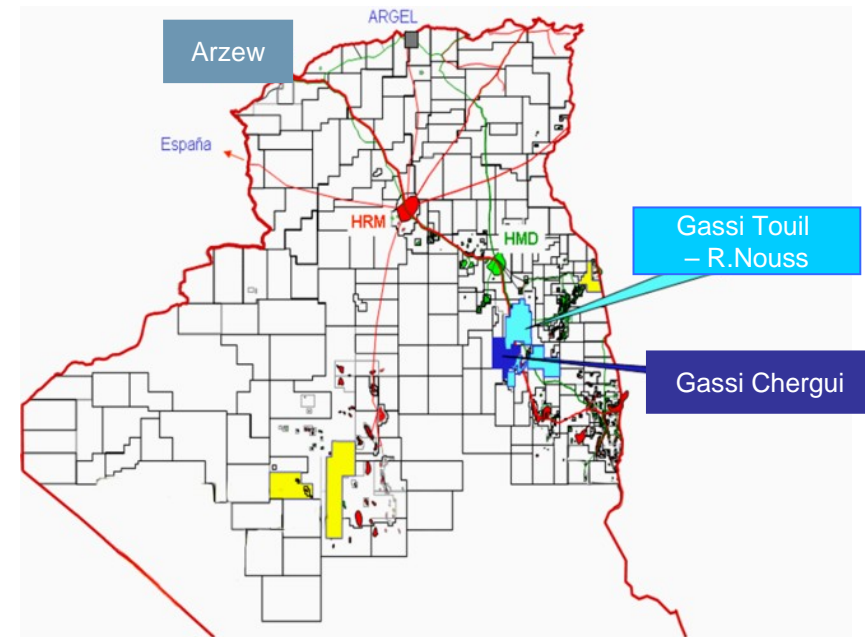 ARGEL
Arzew
España
HRM
HMD
Gassi Touil
– R.Nouss
Gassi Chergui